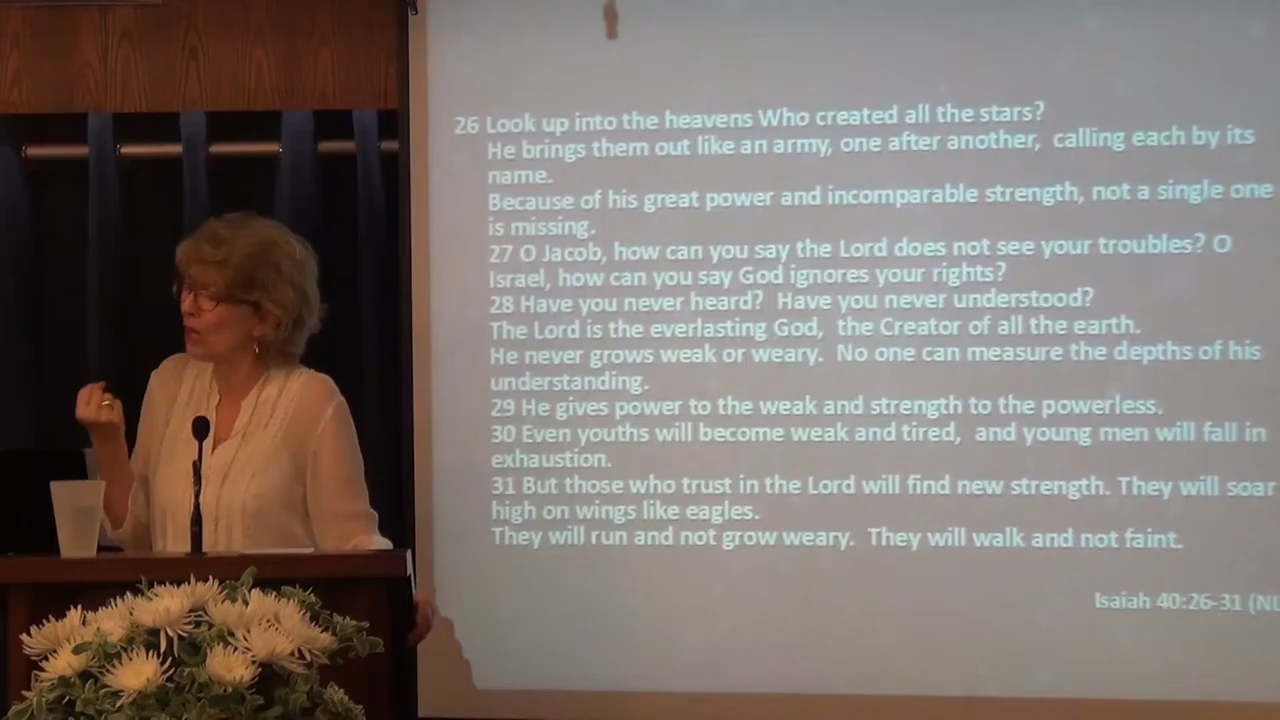 26 Look up into the heavens Who created all the stars?
He brings them out like an army, one after another, calling each by its
name.
Because of his great power and incomparable strength, not a single one
is missing.
27 O Jacob, how can you say the Lord does not see your troubles? O
Israel, how can you say God ignores your rights?
28 Have you never heard? Have you never understood?
The Lord is the everlasting God, the Creator of all the earth.
He never grows weak or weary. No one can measure the depths of his
understanding.
29 He gives power to the weak and strength to the powerless.
30 Even youths will become weak and tired, and young men will fall in
exhaustion.
31 But those who trust in the Lord will find new strength. They will soar
high on wings like eagles.
They will run and not grow weary. They will walk and not faint.
Isaiah 40:26-31